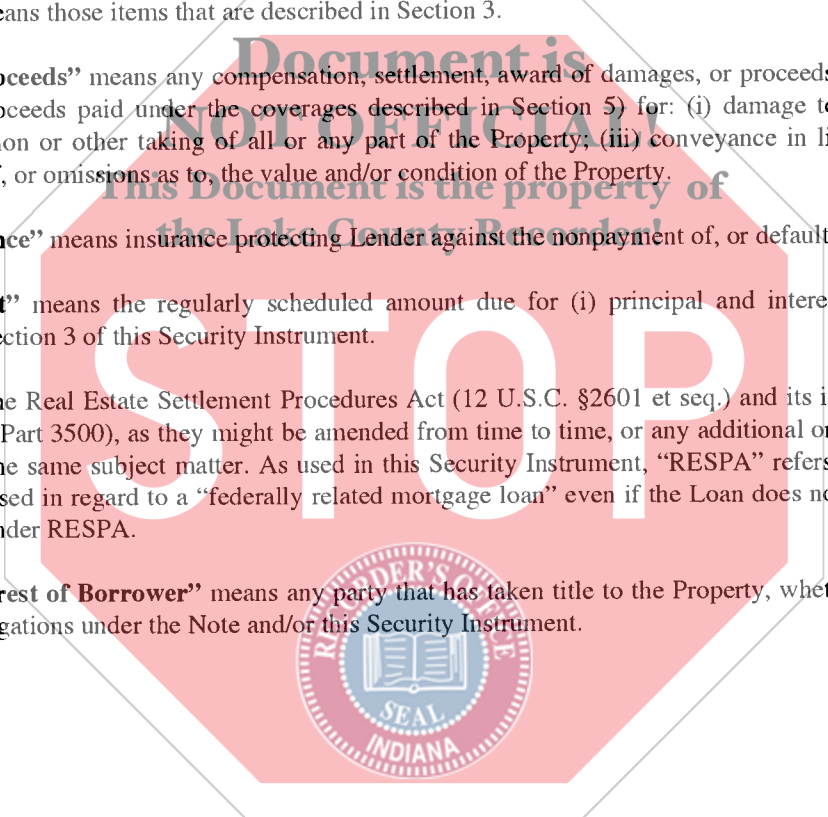 eans those items that are described in Section 3.
Document is
oceeds” means any compensation, settlement, award of damages, or proceeds
NOT OFFICIAL!
oceeds paid under the coverages described in Section 5) for: (i) damage to
on or other taking of all or any part of the Property; (iii) conveyance in li
, or omissions as to, the value and/or condition of the Property.
This Document is the property of
the Lake County Recorder!
nce” means insurance protecting Lender against the nonpayment of, or default
t” means the regularly scheduled amount due for (i) principal and intere
ction 3 of this Security Instrument.
STOP
e Real Estate Settlement Procedures Act (12 U.S.C. §2601 et seq.) and its i
Part 3500), as they might be amended from time to time, or any additional or
e same subject matter. As used in this Security Instrument, “RESPA” refers
sed in regard to a “federally related mortgage loan” even if the Loan does no
nder RESPA.
rest of Borrower” means any party that has taken title to the Property, whet
gations under the Note and/or this Security Instrument.
RECORDER'S OFFICE
SEAL
INDIANA